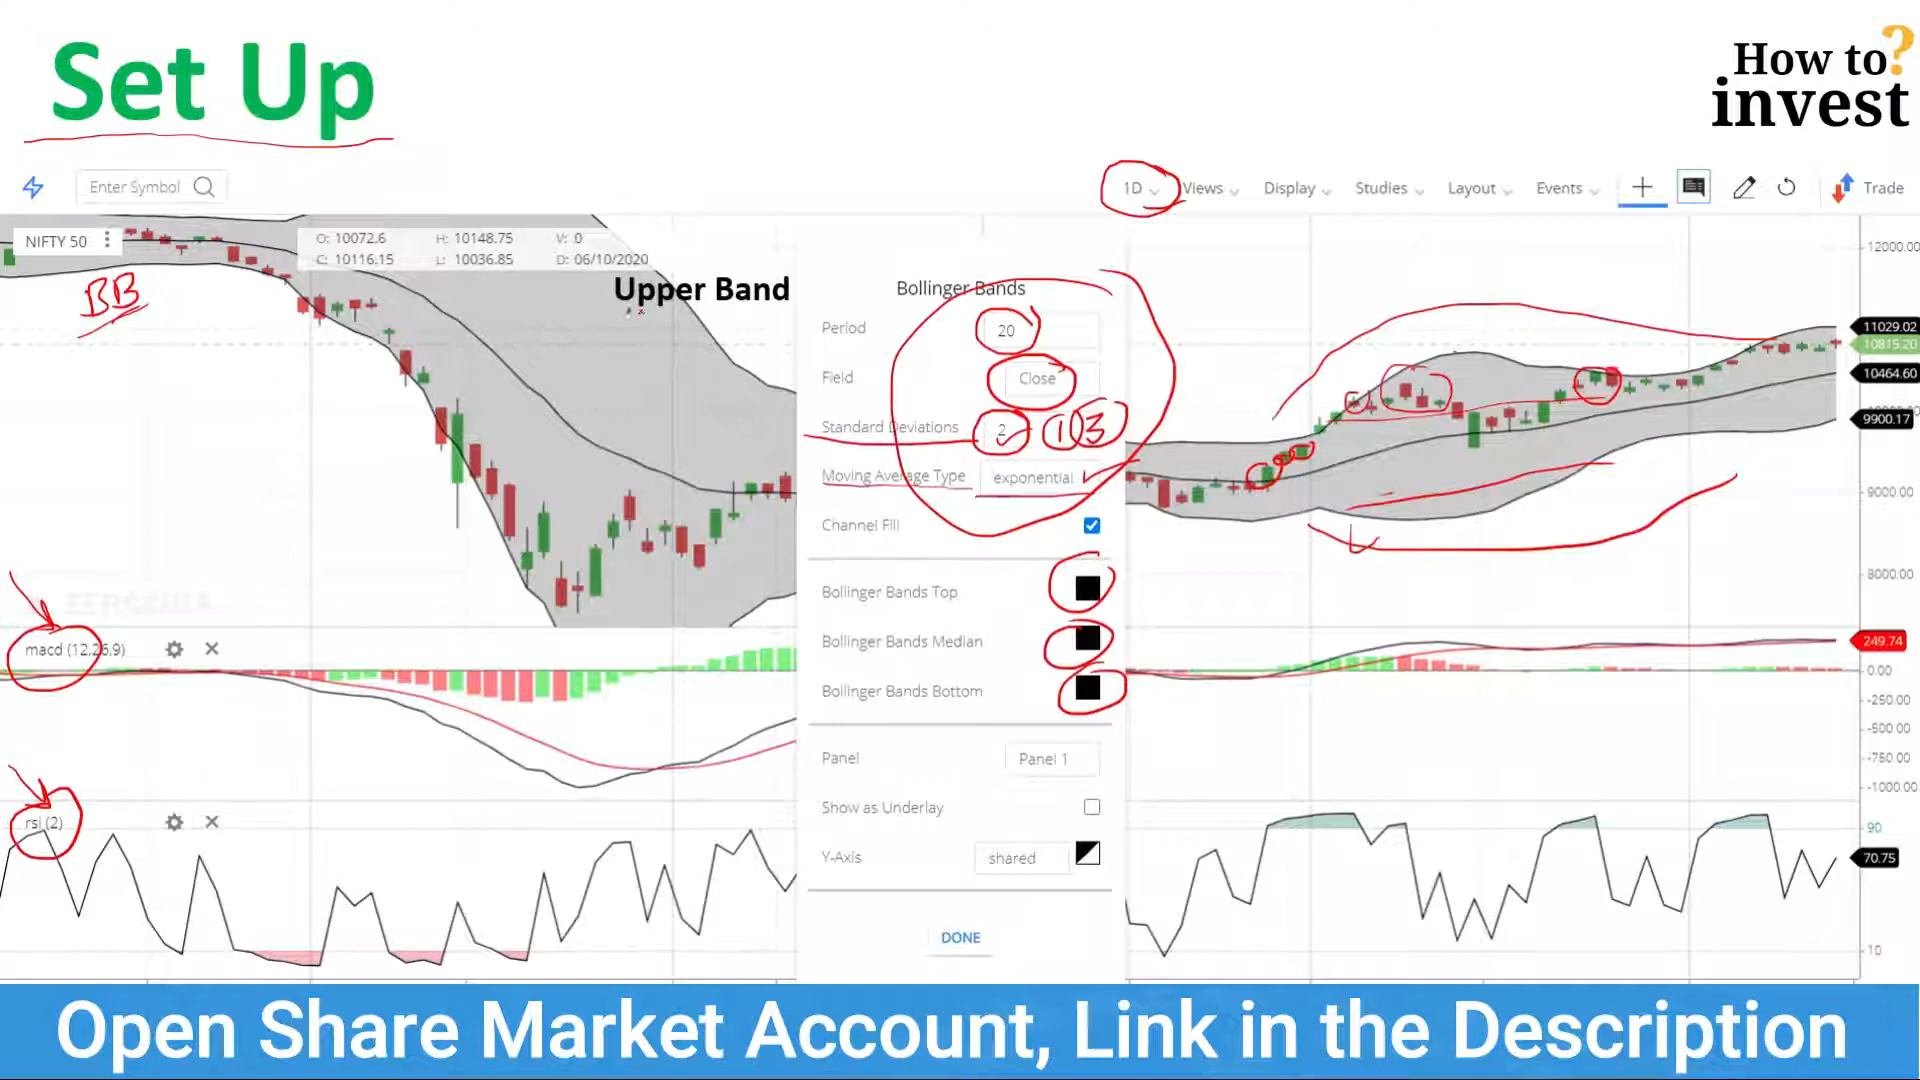 Set Up
How to?
invest
Enter Symbol
1D Views Display Studies Layout Events Trade
NIFTY 50
O: 10072.6 H: 10148.75 V: 0
C: 10116.15 L: 10036.85 D: 06/10/2020
BB
Upper Band
Bollinger Bands
Period 20
Field Close
Standard Deviations 2 1 3
Moving Average Type exponential
Channel Fill
Bollinger Bands Top
Bollinger Bands Median
Bollinger Bands Bottom
Panel Panel 1
Show as Underlay
Y-Axis shared
DONE
12000.00
11029.02
10815.20
10464.60
9900.17
9000.00
8000.00
macd (12,26,9)
249.74
0.00
-250.00
-500.00
-750.00
-1000.00
rsi (2)
90
70.75
10
Open Share Market Account, Link in the Description